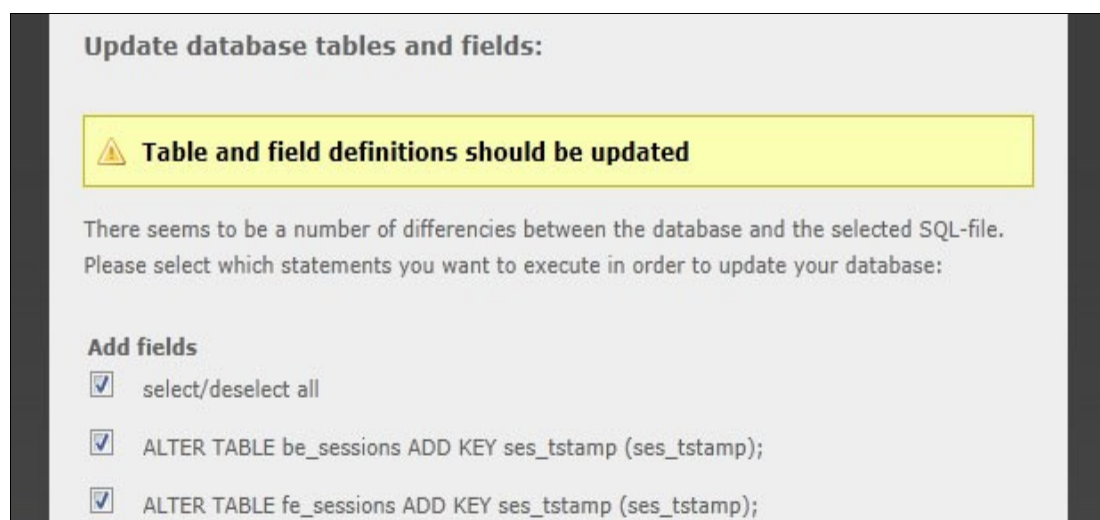 Update database tables and fields:
Table and field definitions should be updated
There seems to be a number of differencies between the database and the selected SQL-file.
Please select which statements you want to execute in order to update your database:
Add fields
select/deselect all
ALTER TABLE be_sessions ADD KEY ses_tstamp (ses_tstamp);
ALTER TABLE fe_sessions ADD KEY ses_tstamp (ses_tstamp);